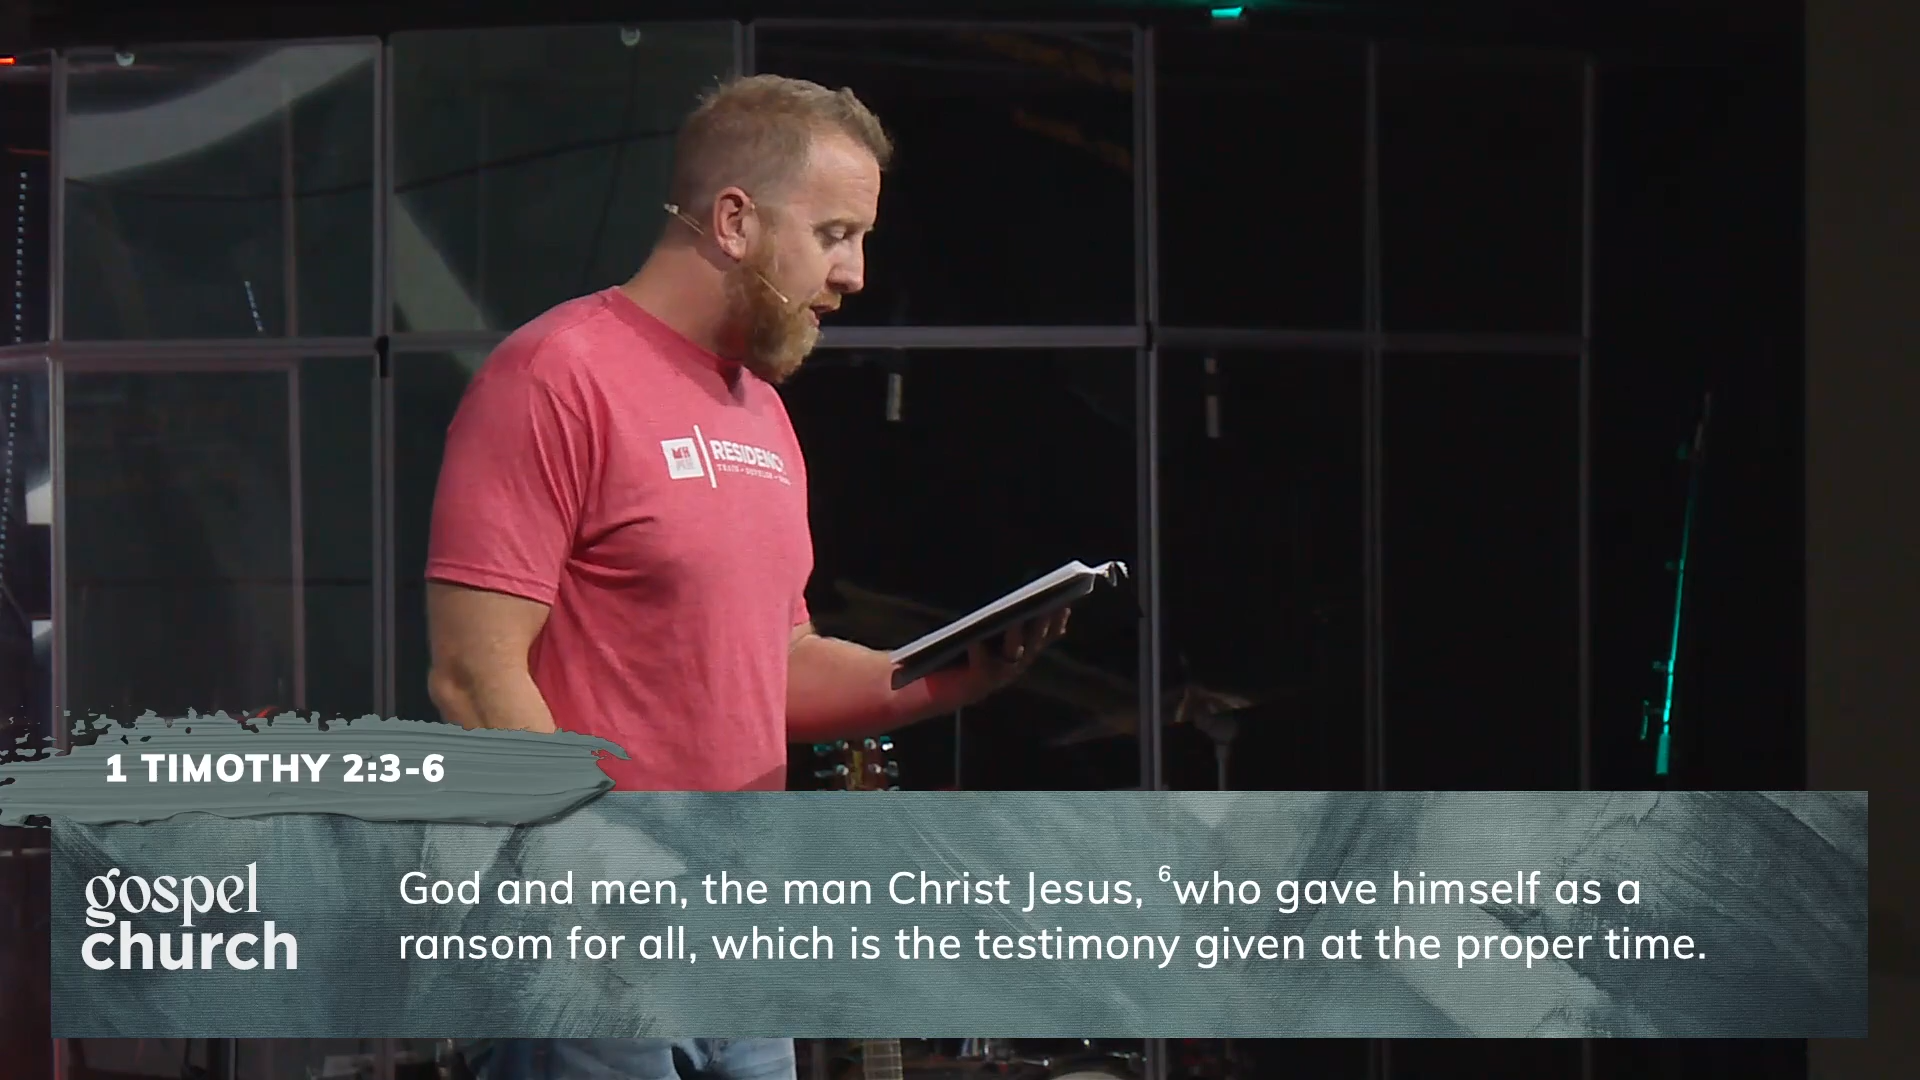 RESIDENC
1 TIMOTHY 2:3-6
gospel
church
God and men, the man Christ Jesus, ⁶who gave himself as a
ransom for all, which is the testimony given at the proper time.